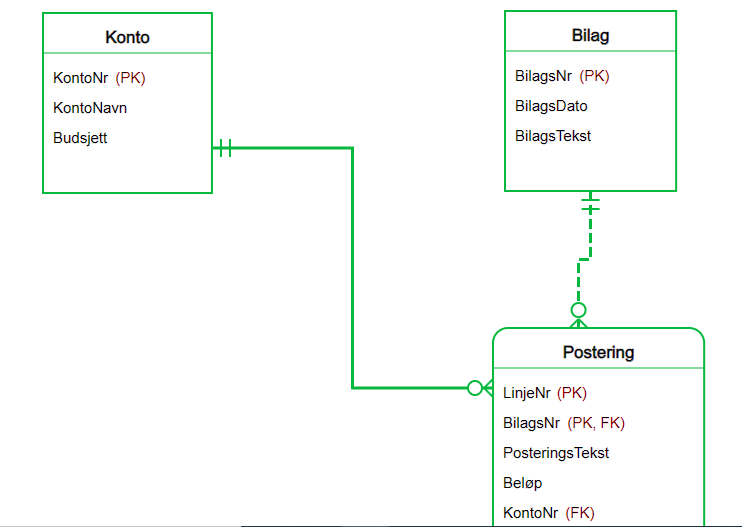 Konto
KontoNr (PK)
KontoNavn
Budsjett
Bilag
BilagsNr (PK)
BilagsDato
BilagsTekst
Postering
LinjeNr (PK)
BilagsNr (PK, FK)
PosteringsTekst
Beløp
KontoNr (FK)